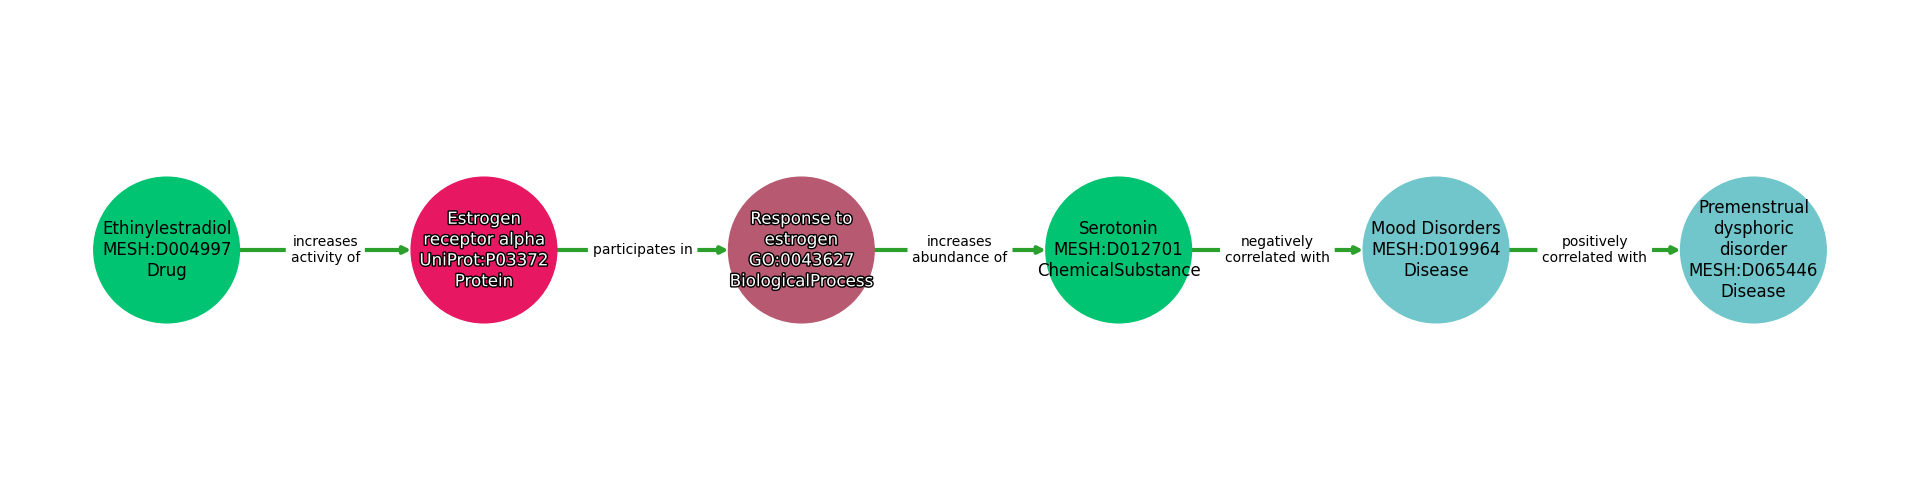 Ethinylestradiol
MESH:D004997
Drug
increases
activity of
Estrogen
receptor alpha
UniProt:P03372
Protein
participates in
Response to
estrogen
GO:0043627
BiologicalProcess
increases
abundance of
Serotonin
MESH:D012701
ChemicalSubstance
negatively
correlated with
Mood Disorders
MESH:D019964
Disease
positively
correlated with
Premenstrual
dysphoric
disorder
MESH:D065446
Disease